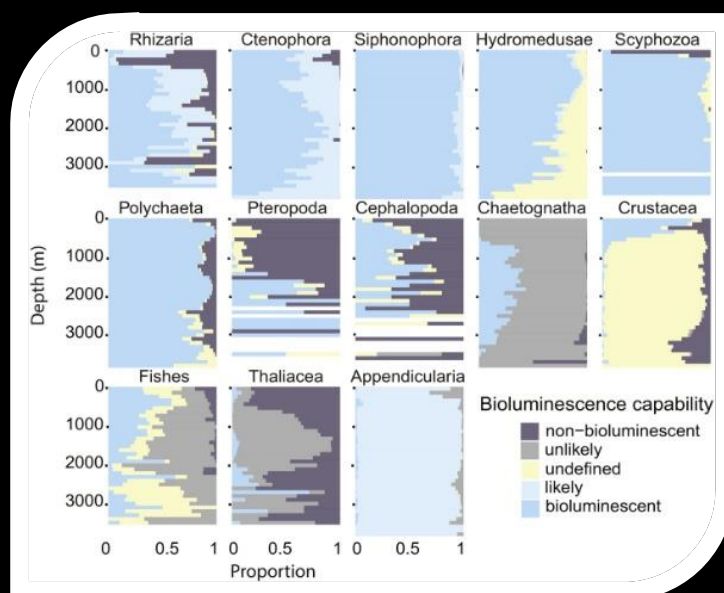 Rhizaria Ctenophora Siphonophora Hydromedusae Scyphozoa
0
1000
2000
3000
Polychaeta Pteropoda Cephalopoda Chaetognatha Crustacea
0
1000
2000
3000
Depth (m)
Fishes Thaliacea Appendicularia
0
1000
2000
3000
0 0.5 1 0 0.5 1 0 0.5 1
Proportion
Bioluminescence capability
non−bioluminescent
unlikely
undefined
likely
bioluminescent